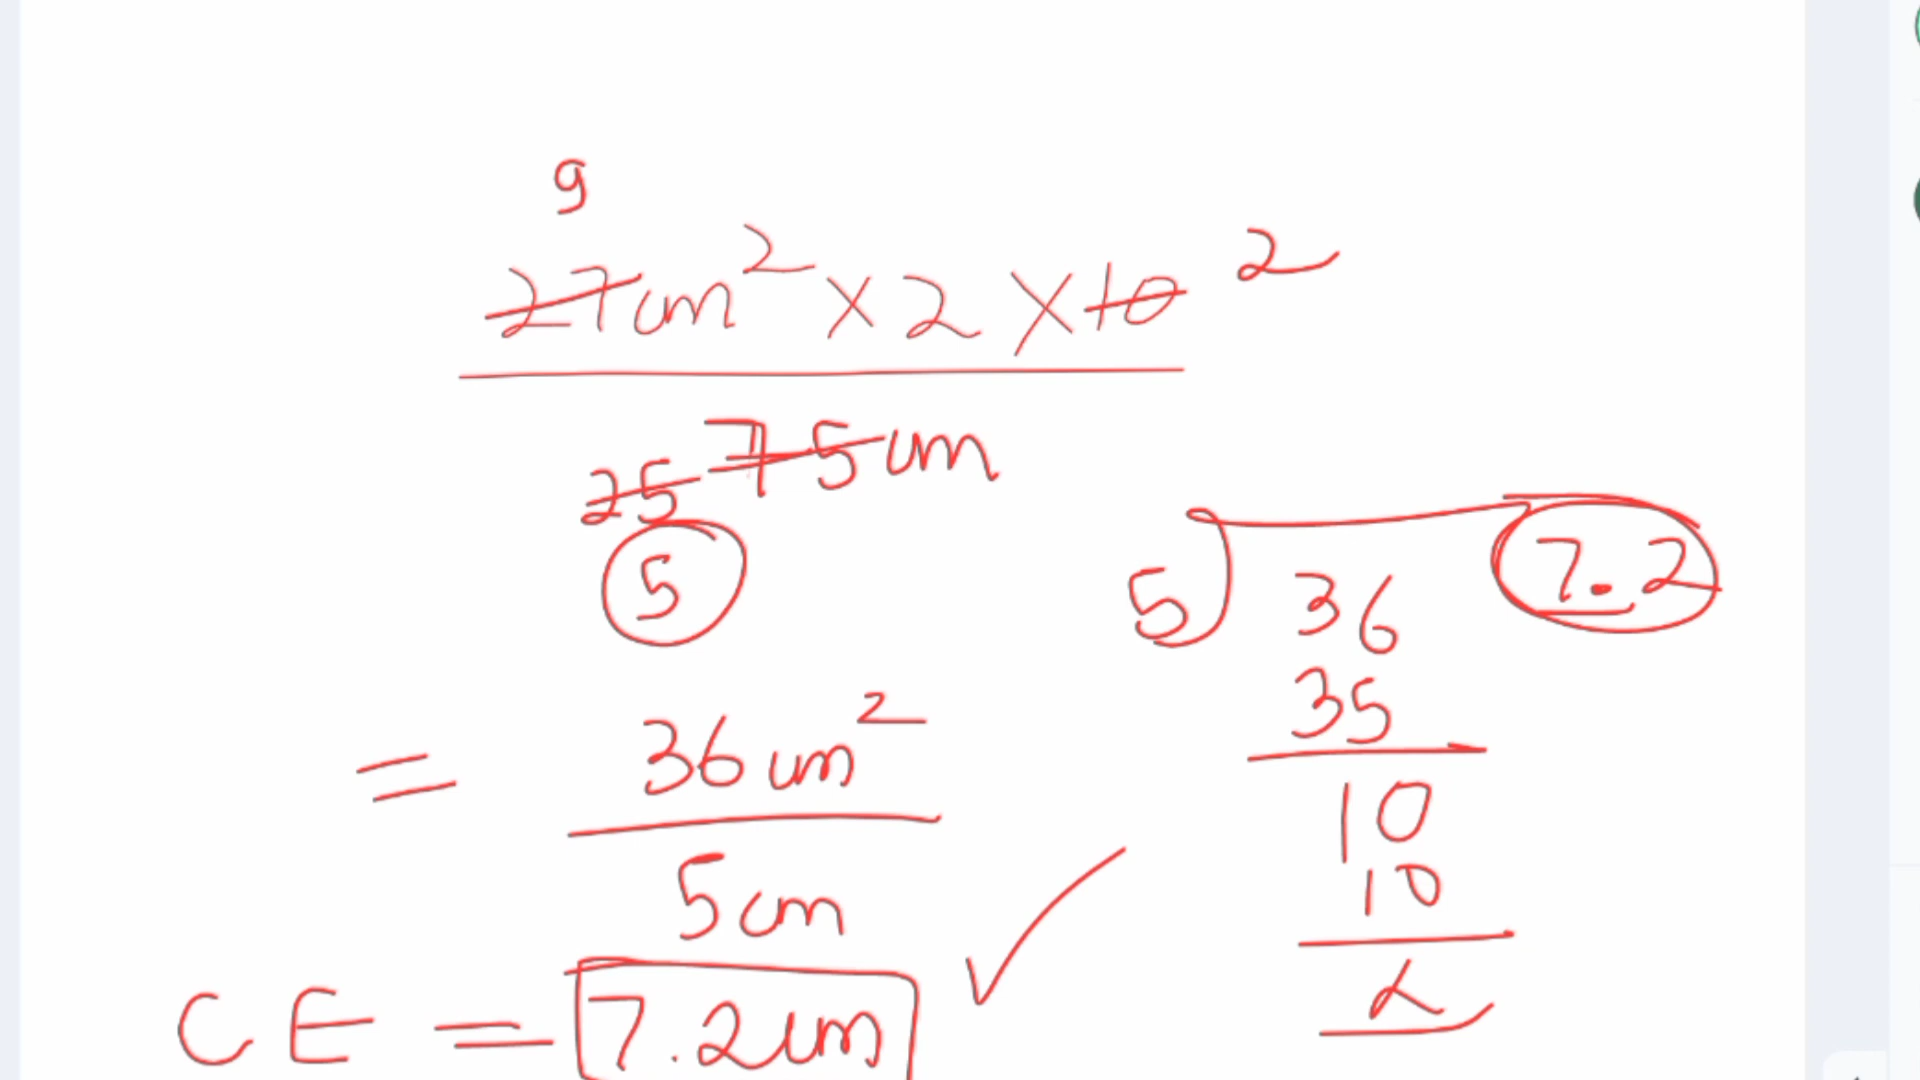 9
27cm² × 2 × 10 2
25 75cm
5
= 36cm²
5cm
CE = 7.2cm
5 36 7.2
35
10
10